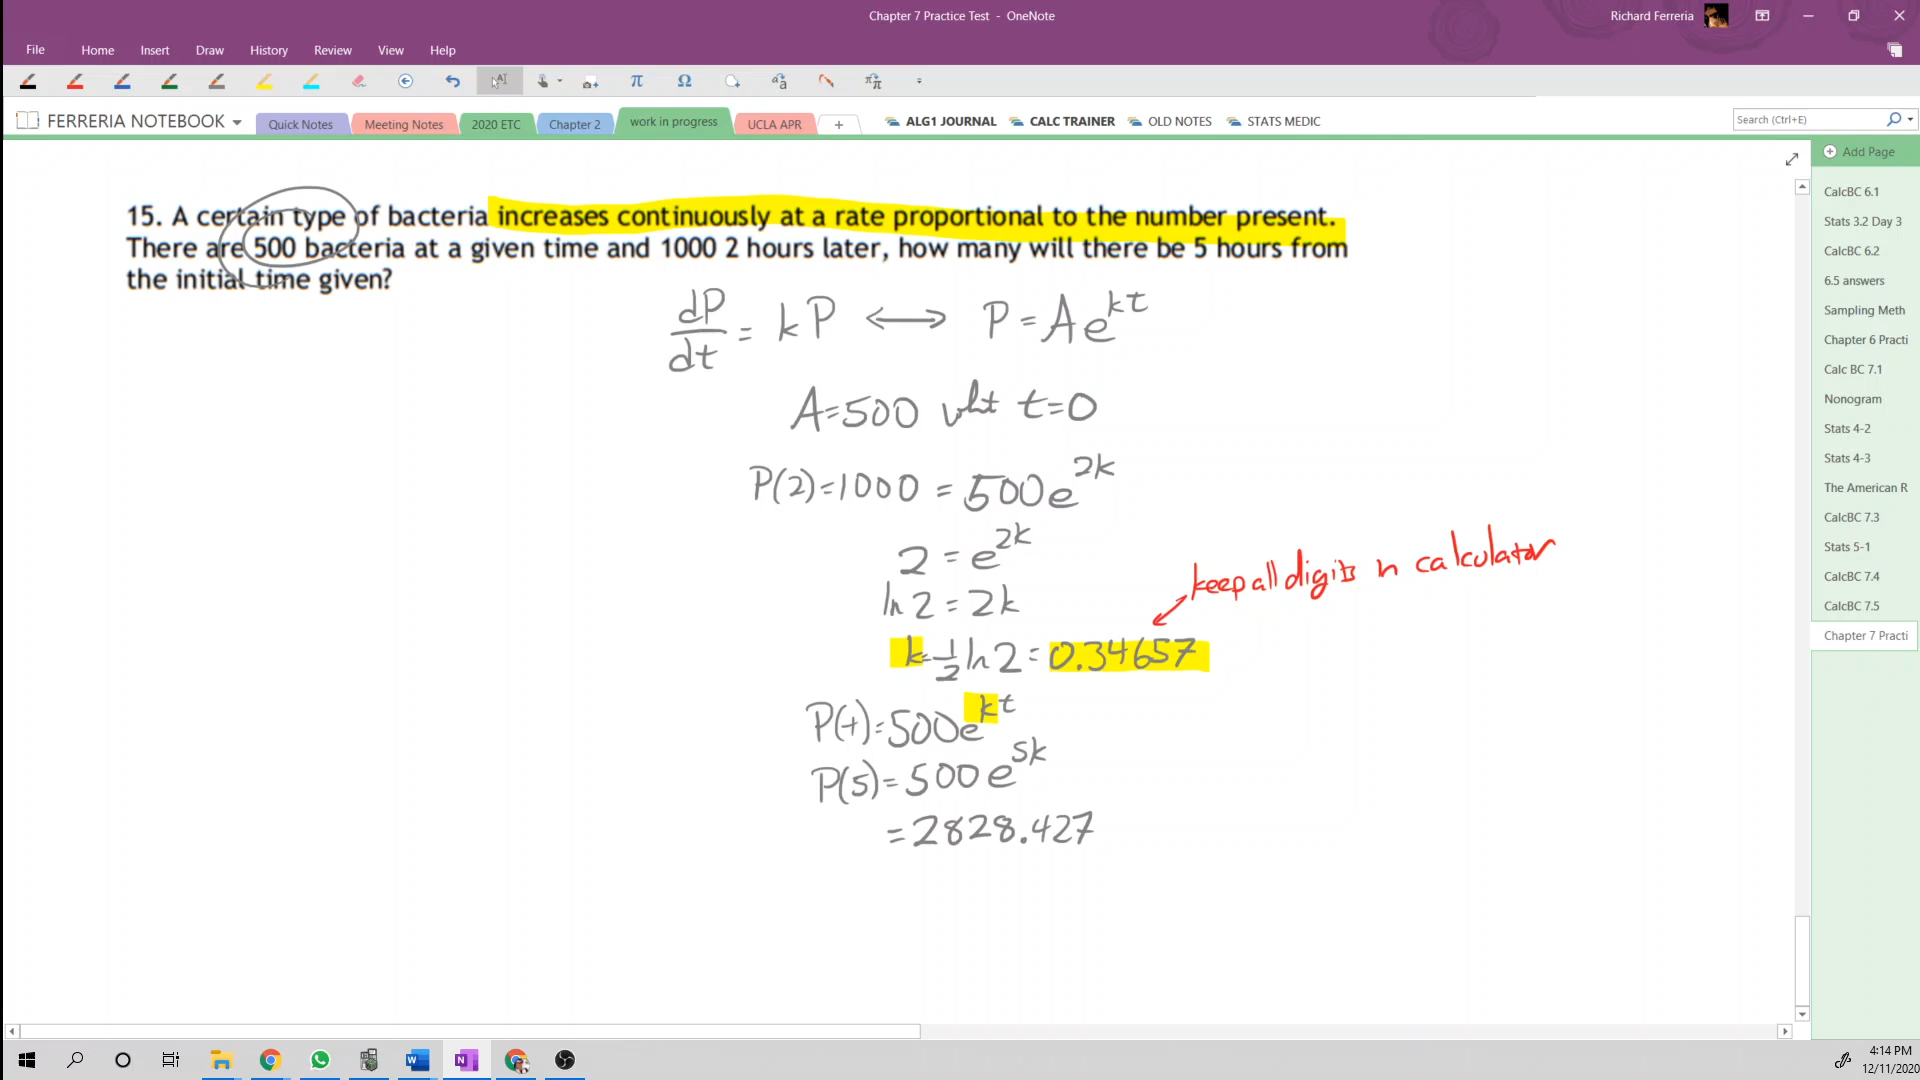 Chapter 7 Practice Test - OneNote
Richard Ferreria
File Home Insert Draw History Review View Help
FERRERIA NOTEBOOK
Quick Notes Meeting Notes 2020 ETC Chapter 2 work in progress UCLA APR +
ALG1 JOURNAL CALC TRAINER OLD NOTES STATS MEDIC
Search (Ctrl+E)
Add Page
15. A certain type of bacteria increases continuously at a rate proportional to the number present.
There are 500 bacteria at a given time and 1000 2 hours later, how many will there be 5 hours from
the initial time given?
dP/dt = kP ⟷ P = Ae^kt
A=500 t=0
P(2)=1000 = 500e^2k
2 = e^2k
ln 2 = 2k
keep all digits in calculator
k=1/2 ln 2 = 0.34657
P(t)=500e^kt
P(5)=500e^5k
=2828.427
CalcBC 6.1
Stats 3.2 Day 3
CalcBC 6.2
6.5 answers
Sampling Meth
Chapter 6 Practi
Calc BC 7.1
Nonogram
Stats 4-2
Stats 4-3
The American R
CalcBC 7.3
Stats 5-1
CalcBC 7.4
CalcBC 7.5
Chapter 7 Practi
4:14 PM
12/11/2020